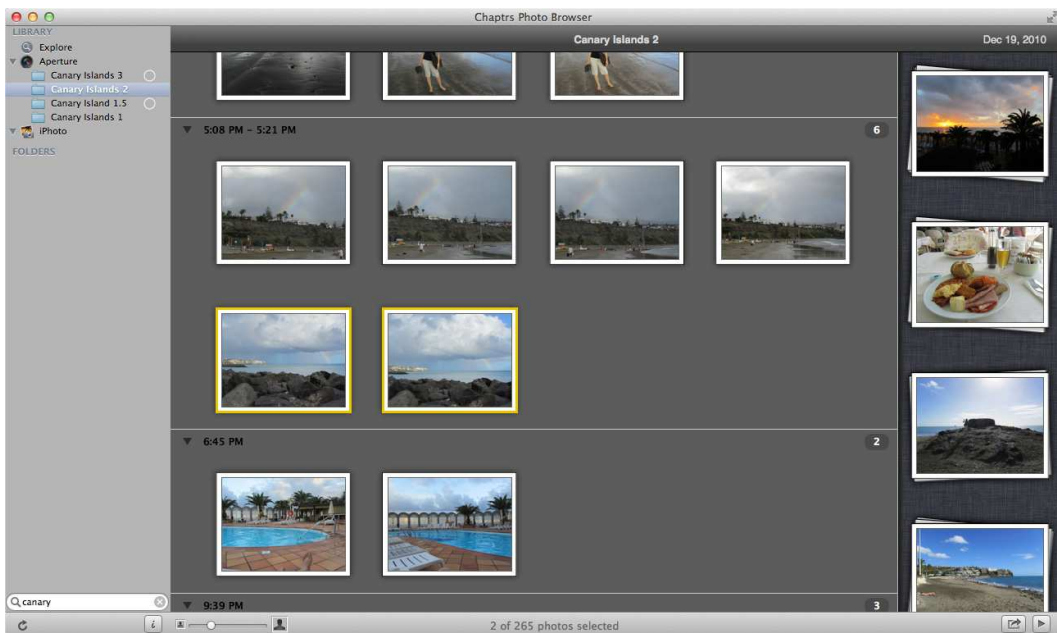 Chaptrs Photo Browser
LIBRARY
Explore
Aperture
Canary Islands 3
Canary Islands 2
Canary Island 1.5
Canary Islands 1
iPhoto
FOLDERS
Canary Islands 2
Dec 19, 2010
5:08 PM – 5:21 PM
6
6:45 PM
2
9:39 PM
3
canary
i
2 of 265 photos selected